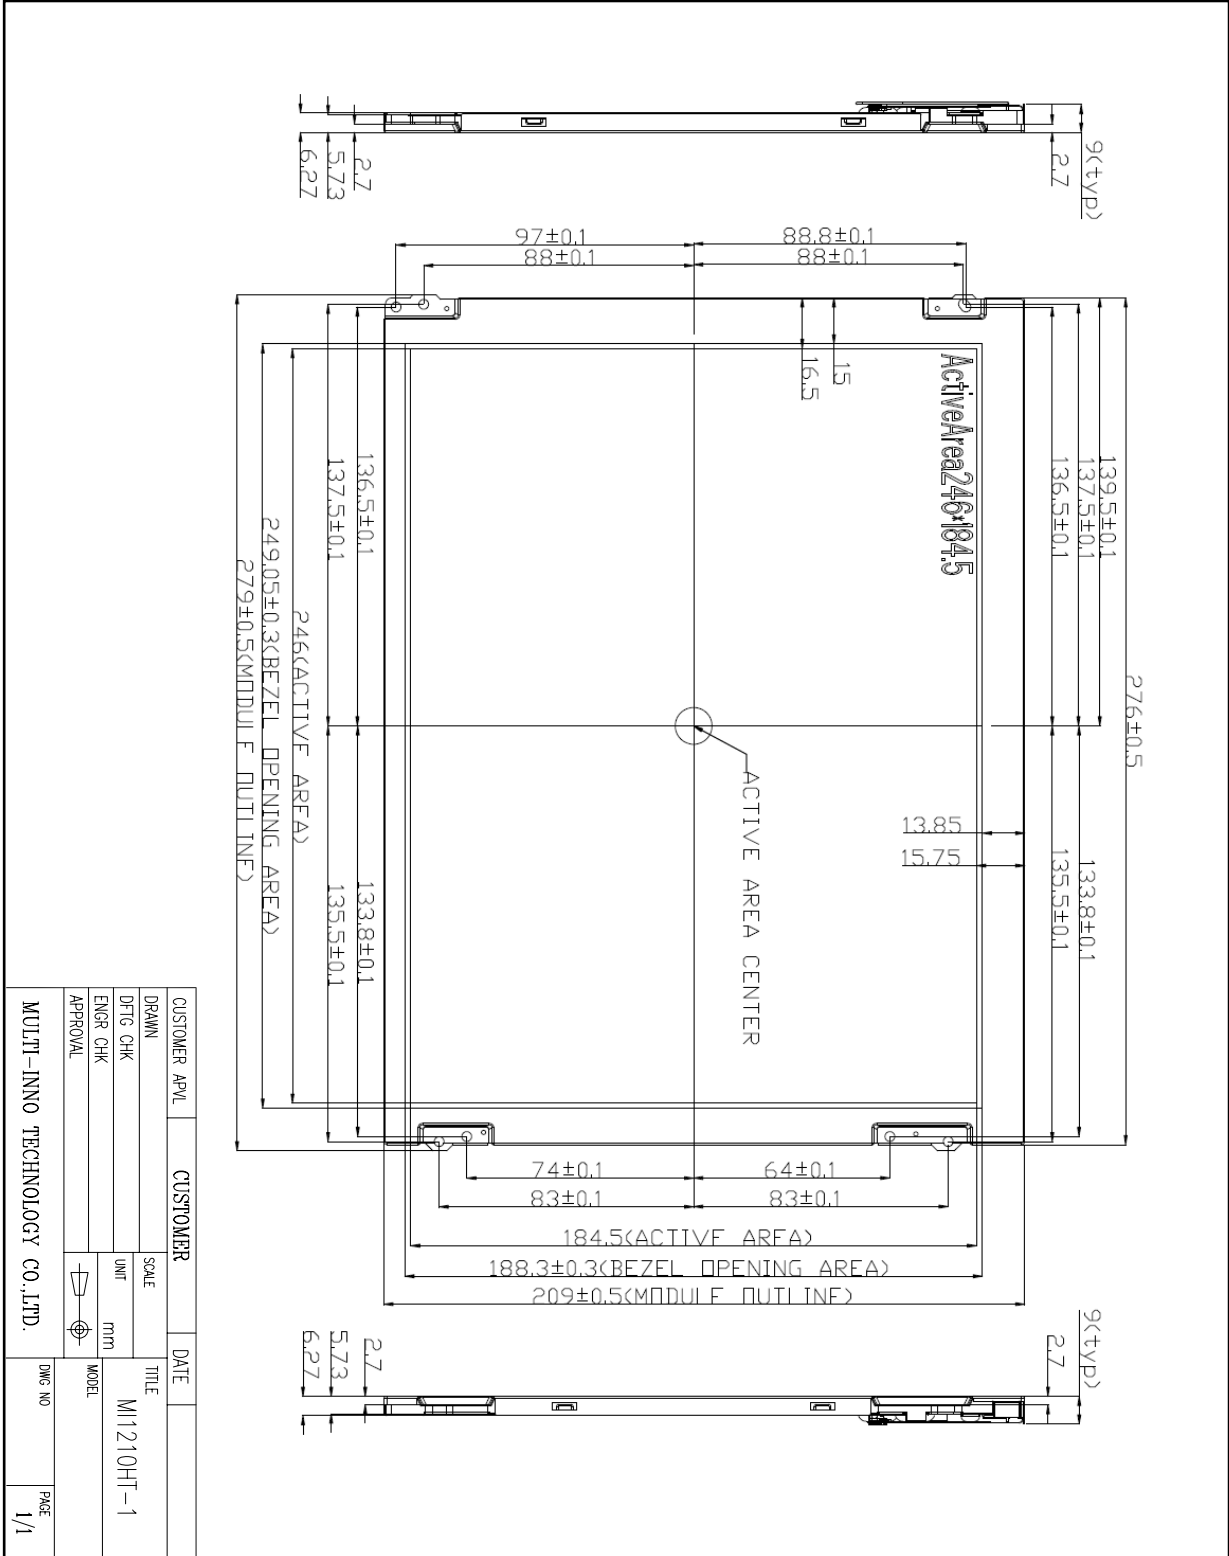 9(typ)
2,7
2,7
5,73
6,27
97±0,1
88,8±0,1
88±0,1
88±0,1
15
16,5
ActiveArea246*184.5
139,5±0,1
137,5±0,1
136,5±0,1
136,5±0,1
137,5±0,1
276±0,5
246(ACTIVE AREA)
249,05±0,3(BEZEL OPENING AREA)
279±0,5(MODULE OUTLINE)
13,85
15,75
ACTIVE AREA CENTER
133,8±0,1
135,5±0,1
133,8±0,1
135,5±0,1
74±0,1
64±0,1
83±0,1
83±0,1
184,5(ACTIVE AREA)
188,3±0,3(BEZEL OPENING AREA)
209±0,5(MODULE OUTLINE)
9(typ)
2,7
2,7
5,73
6,27
CUSTOMER APVL
CUSTOMER
DATE
DRAWN
SCALE
TITLE
DFTG CHK
UNIT
mm
MI1210HT-1
ENGR CHK
APPROVAL
MODEL
MULTI-INNO TECHNOLOGY CO.,LTD.
DWG NO
PAGE
1/1